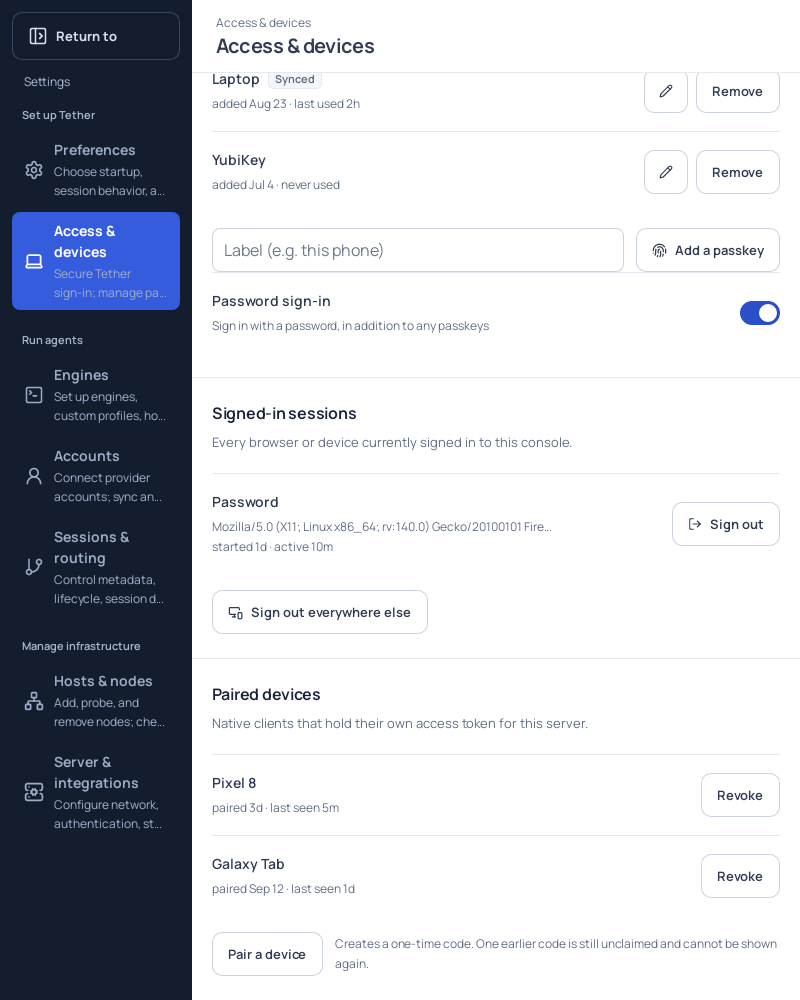 Return to
Settings
Set up Tether
Preferences
Choose startup,
session behavior, a...
Access &
devices
Secure Tether
sign-in; manage pa...
Run agents
Engines
Set up engines,
custom profiles, ho...
Accounts
Connect provider
accounts; sync an...
Sessions &
routing
Control metadata,
lifecycle, session d...
Manage infrastructure
Hosts & nodes
Add, probe, and
remove nodes; che...
Server &
integrations
Configure network,
authentication, st...
Access & devices
Access & devices
Laptop Synced
added Aug 23 · last used 2h
Remove
YubiKey
added Jul 4 · never used
Remove
Label (e.g. this phone)
Add a passkey
Password sign-in
Sign in with a password, in addition to any passkeys
Signed-in sessions
Every browser or device currently signed in to this console.
Password
Mozilla/5.0 (X11; Linux x86_64; rv:140.0) Gecko/20100101 Fire...
started 1d · active 10m
Sign out
Sign out everywhere else
Paired devices
Native clients that hold their own access token for this server.
Pixel 8
paired 3d · last seen 5m
Revoke
Galaxy Tab
paired Sep 12 · last seen 1d
Revoke
Pair a device
Creates a one-time code. One earlier code is still unclaimed and cannot be shown
again.